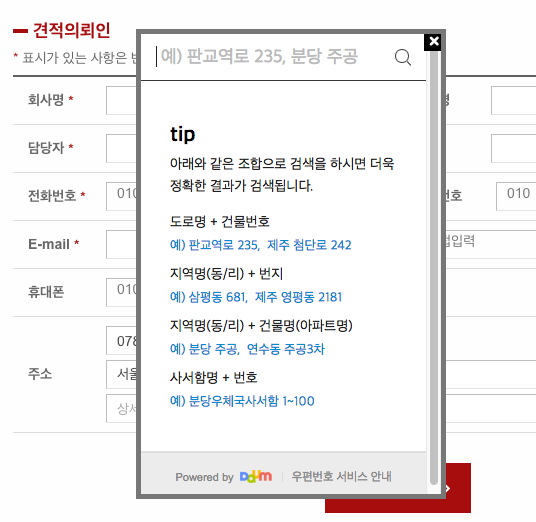 견적의뢰인
* 표시가 있는 사항은
예) 판교역로 235, 분당 주공
회사명 *
담당자 *
전화번호 *
010
010
E-mail *
입력
휴대폰
010
078
주소
서울
상세
tip
아래와 같은 조합으로 검색을 하시면 더욱
정확한 결과가 검색됩니다.
도로명 + 건물번호
예) 판교역로 235, 제주 첨단로 242
지역명(동/리) + 번지
예) 삼평동 681, 제주 영평동 2181
지역명(동/리) + 건물명(아파트명)
예) 분당 주공, 연수동 주공3차
사서함명 + 번호
예) 분당우체국사서함 1~100
Powered by Daum | 우편번호 서비스 안내